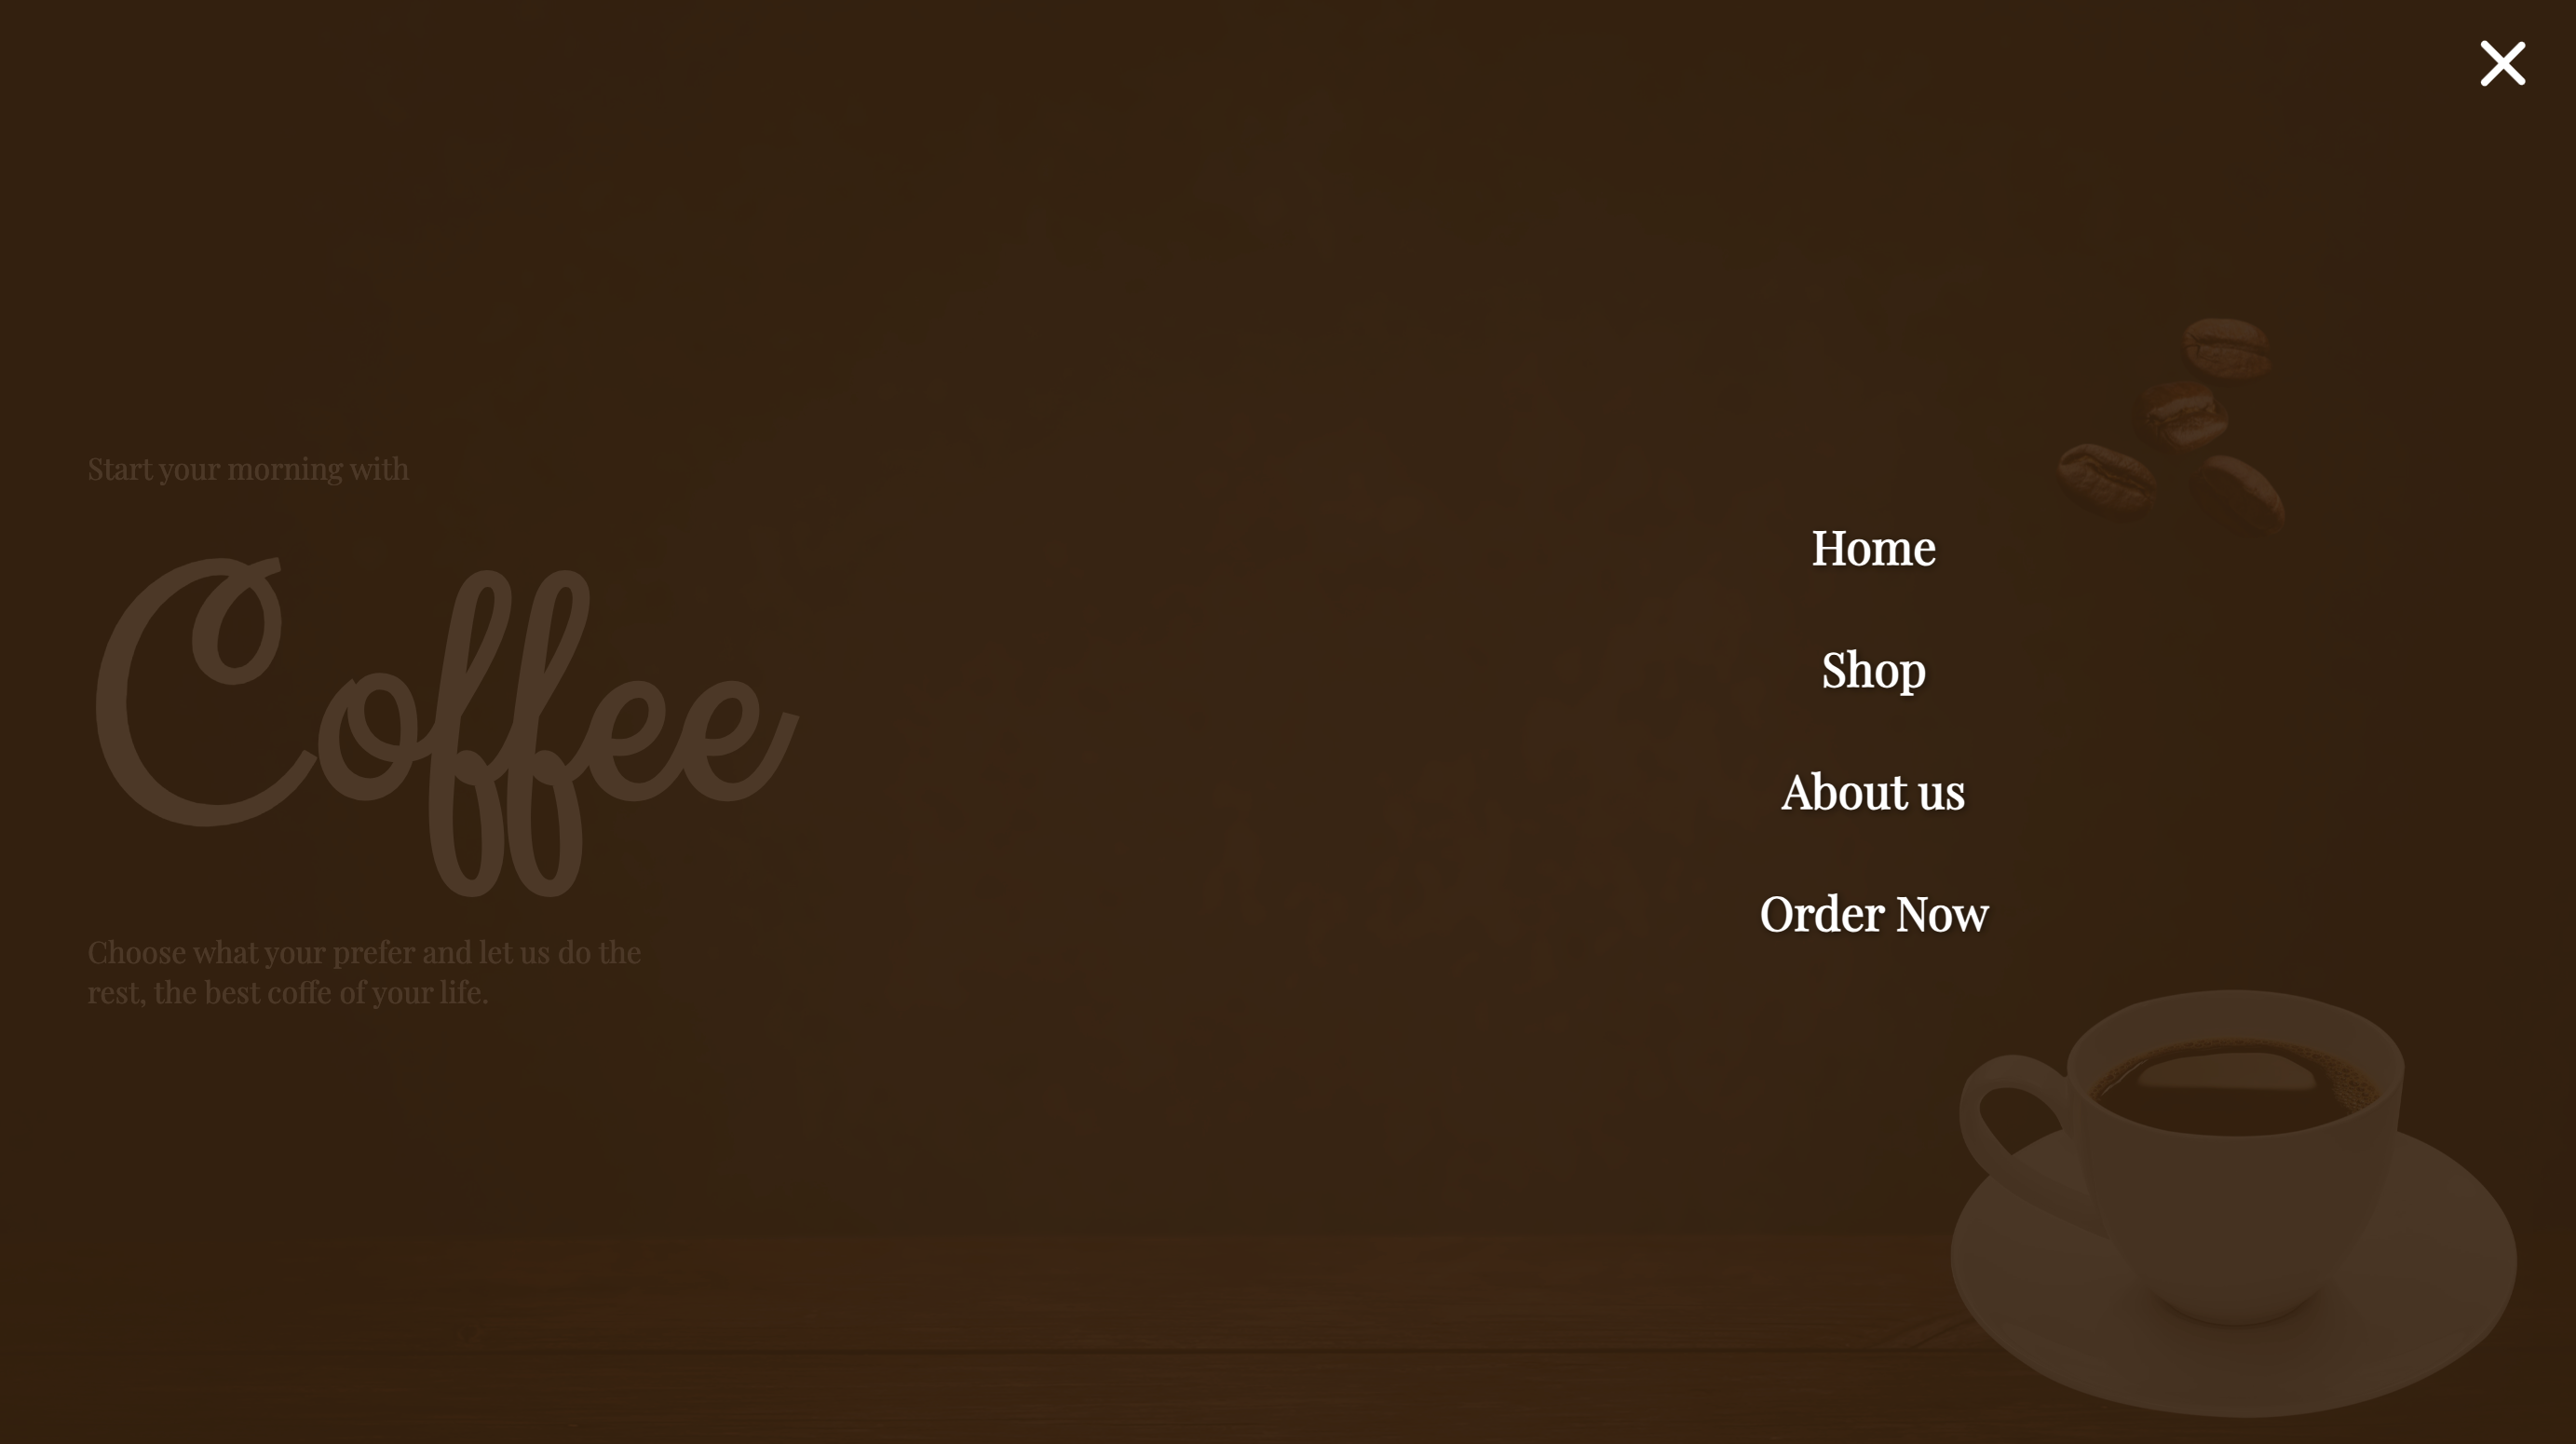 Start your morning with
Coffee
Choose what your prefer and let us do the
rest, the best coffe of your life.
Home
Shop
About us
Order Now